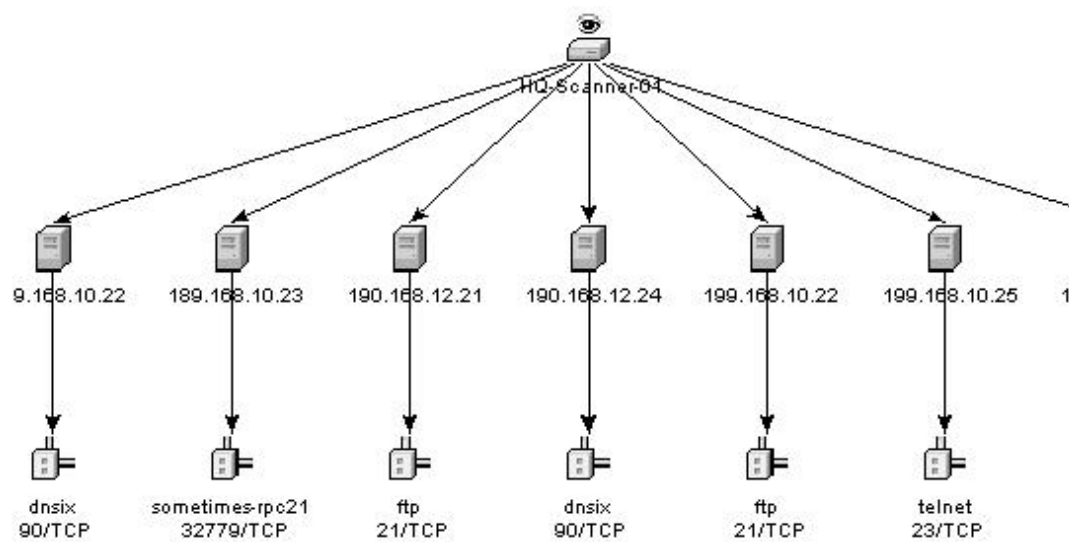 HQ-Scanner-01
9.168.10.22
189.168.10.23
190.168.12.21
190.168.12.24
199.168.10.22
199.168.10.25
1
dnsix
90/TCP
sometimes-rpc21
32779/TCP
ftp
21/TCP
dnsix
90/TCP
ftp
21/TCP
telnet
23/TCP